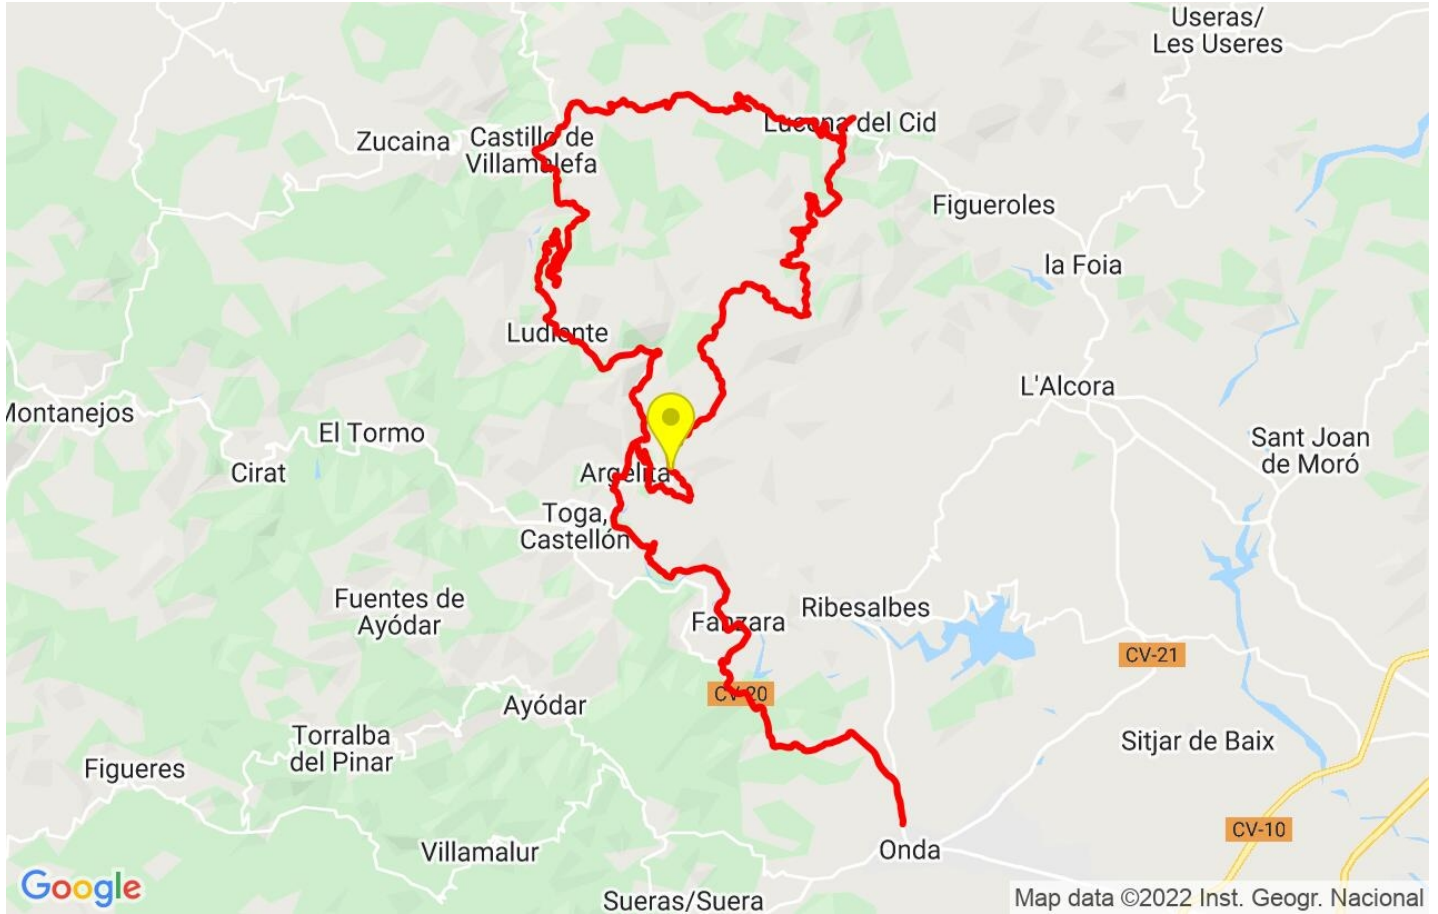 Useras/
Les Useres
Lucena del Cid
Zucaina
Castillo de
Villamalefa
Figueroles
la Foia
Ludiente
L'Alcora
Montanejos
El Tormo
Sant Joan
de Moró
Cirat
Argelita
Toga,
Castellón
Fuentes de
Ayódar
Ribesalbes
Fanzara
CV-21
CV-20
Ayódar
Torralba
del Pinar
Sitjar de Baix
Figueres
CV-10
Villamalur
Onda
Google
Sueras/Suera
Map data ©2022 Inst. Geogr. Nacional